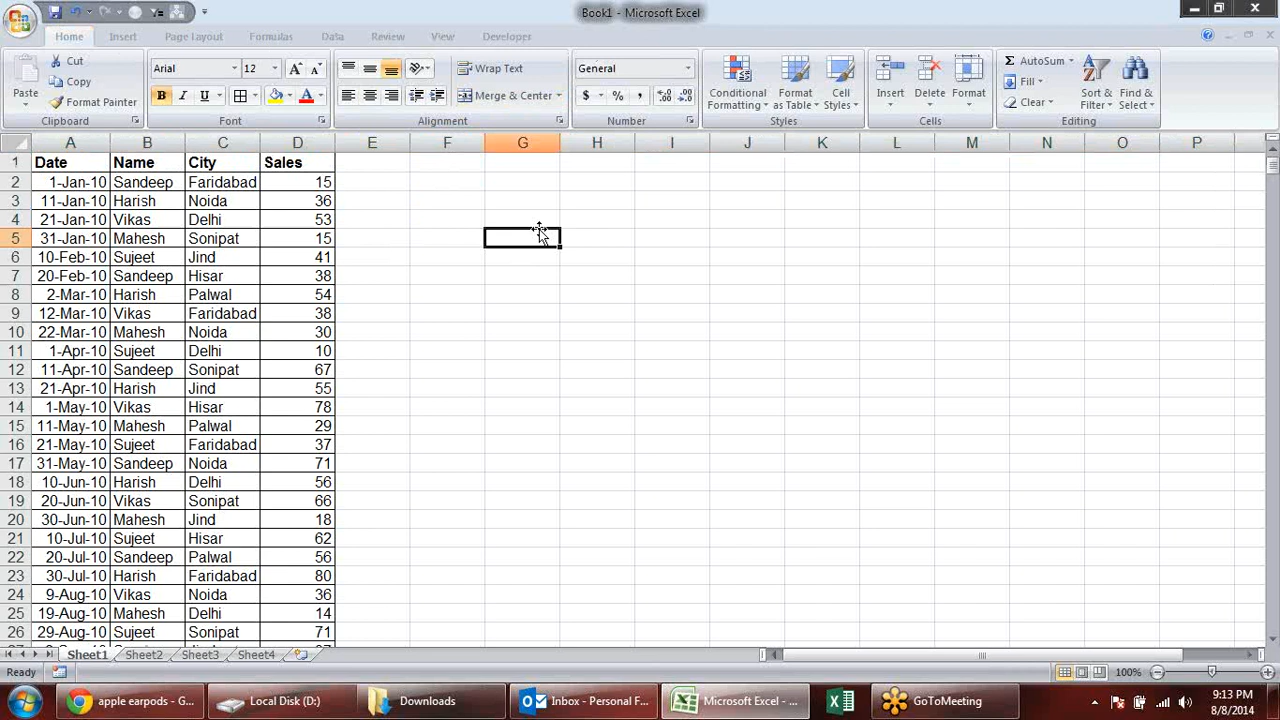 Book1 - Microsoft Excel
Home Insert Page Layout Formulas Data Review View Developer
Paste
Cut
Copy
Format Painter
Clipboard
Arial 12
B I U
Font
Wrap Text
Merge & Center
Alignment
General
$ % ,
Number
Conditional Formatting
Format as Table
Cell Styles
Styles
Insert Delete Format
Cells
Σ AutoSum
Fill
Clear
Sort & Filter
Find & Select
Editing
A B C D E F G H I J K L M N O P
1 Date Name City Sales
2 1-Jan-10 Sandeep Faridabad 15
3 11-Jan-10 Harish Noida 36
4 21-Jan-10 Vikas Delhi 53
5 31-Jan-10 Mahesh Sonipat 15
6 10-Feb-10 Sujeet Jind 41
7 20-Feb-10 Sandeep Hisar 38
8 2-Mar-10 Harish Palwal 54
9 12-Mar-10 Vikas Faridabad 38
10 22-Mar-10 Mahesh Noida 30
11 1-Apr-10 Sujeet Delhi 10
12 11-Apr-10 Sandeep Sonipat 67
13 21-Apr-10 Harish Jind 55
14 1-May-10 Vikas Hisar 78
15 11-May-10 Mahesh Palwal 29
16 21-May-10 Sujeet Faridabad 37
17 31-May-10 Sandeep Noida 71
18 10-Jun-10 Harish Delhi 56
19 20-Jun-10 Vikas Sonipat 66
20 30-Jun-10 Mahesh Jind 18
21 10-Jul-10 Sujeet Hisar 62
22 20-Jul-10 Sandeep Palwal 56
23 30-Jul-10 Harish Faridabad 80
24 9-Aug-10 Vikas Noida 36
25 19-Aug-10 Mahesh Delhi 14
26 29-Aug-10 Sujeet Sonipat 71
Sheet1 Sheet2 Sheet3 Sheet4
Ready 100%
apple earpods - G... Local Disk (D:) Downloads Inbox - Personal F... Microsoft Excel - ... GoToMeeting
9:13 PM
8/8/2014